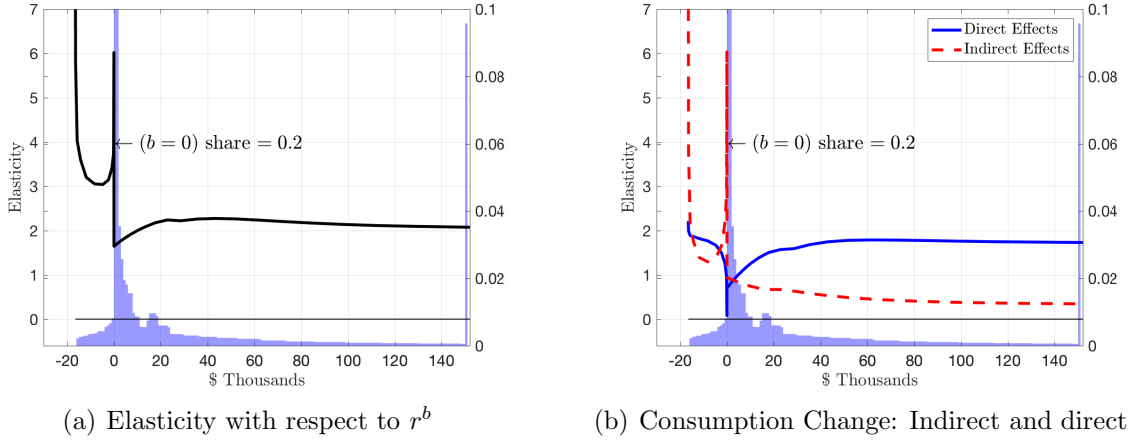 7
6
5
4
3
2
1
0
Elasticity
0.1
0.08
0.06
0.04
0.02
0
-20 0 20 40 60 80 100 120 140
$ Thousands
← (b = 0) share = 0.2
(a) Elasticity with respect to r^b
7
6
5
4
3
2
1
0
Elasticity
0.1
0.08
0.06
0.04
0.02
0
-20 0 20 40 60 80 100 120 140
$ Thousands
Direct Effects
Indirect Effects
← (b = 0) share = 0.2
(b) Consumption Change: Indirect and direct